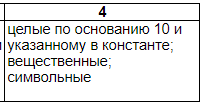 4
целые по основанию 10 и
указанному в константе;
вещественные;
символьные